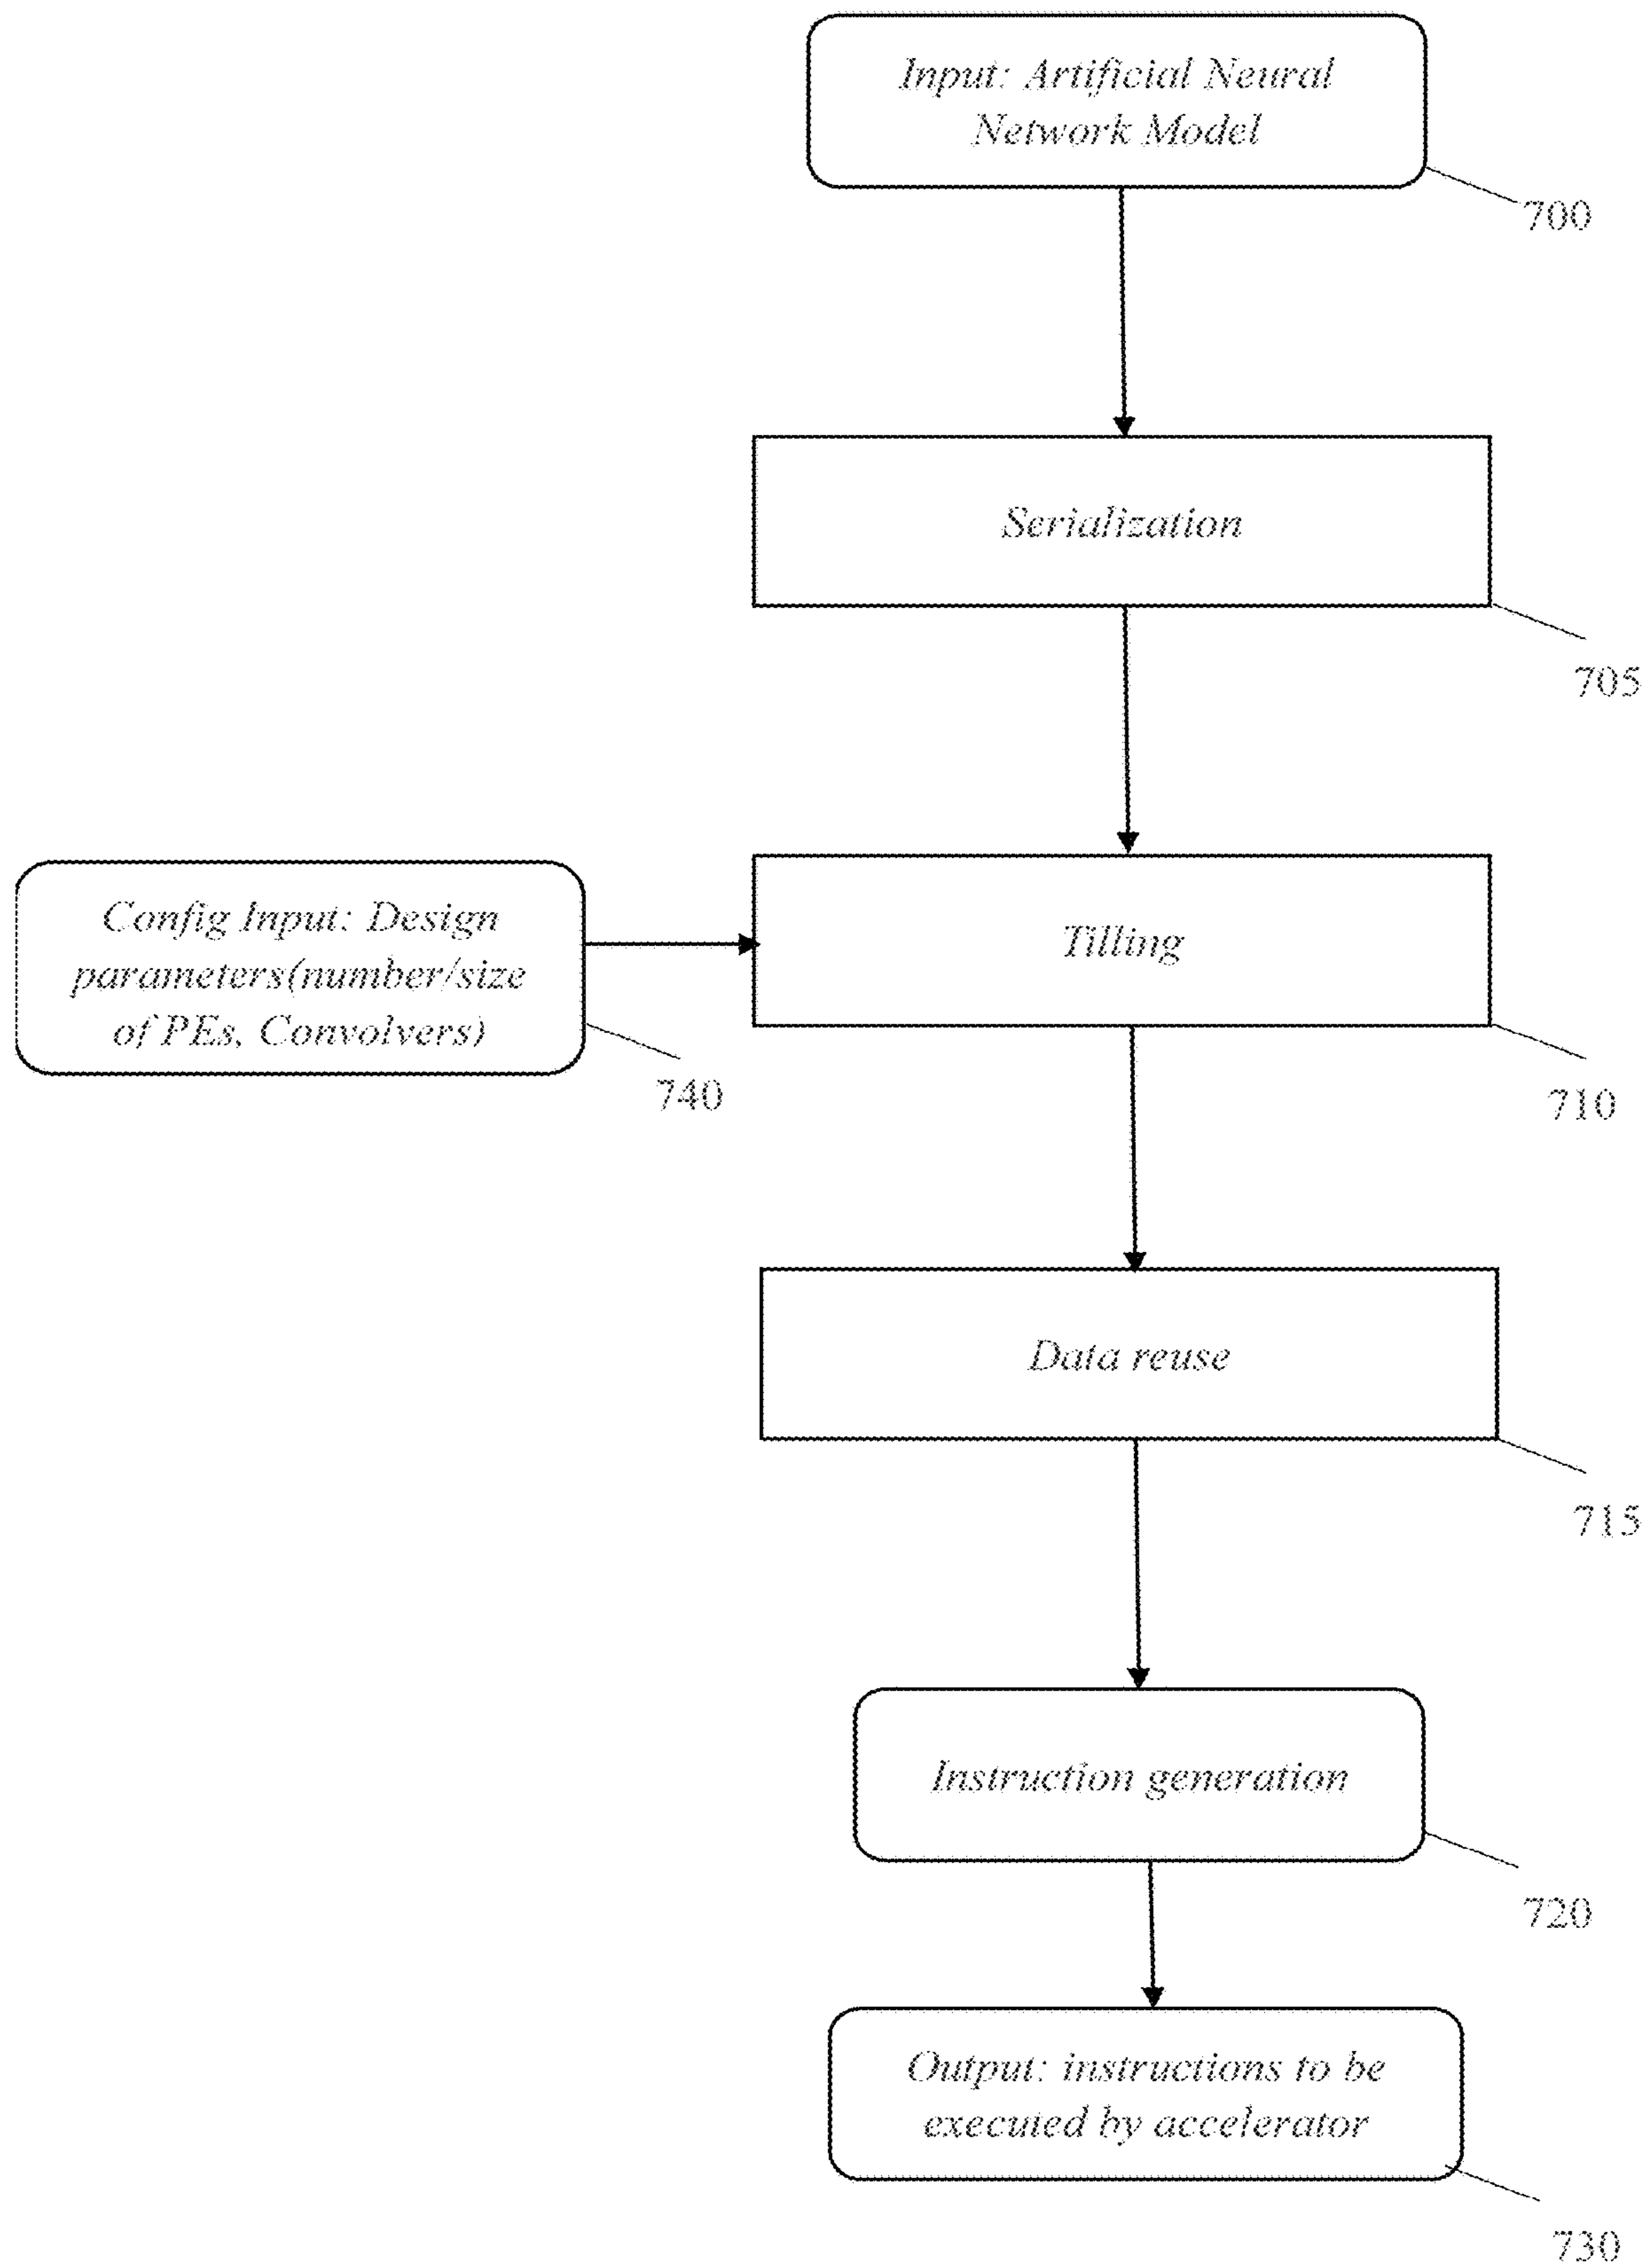 Input: Artificial Neural
Network Model
700
Serialization
705
Config Input: Design
parameters(number/size
of PEs, Convolvers)
740
Tilling
710
Data reuse
715
Instruction generation
720
Output: instructions to be
executed by accelerator
730